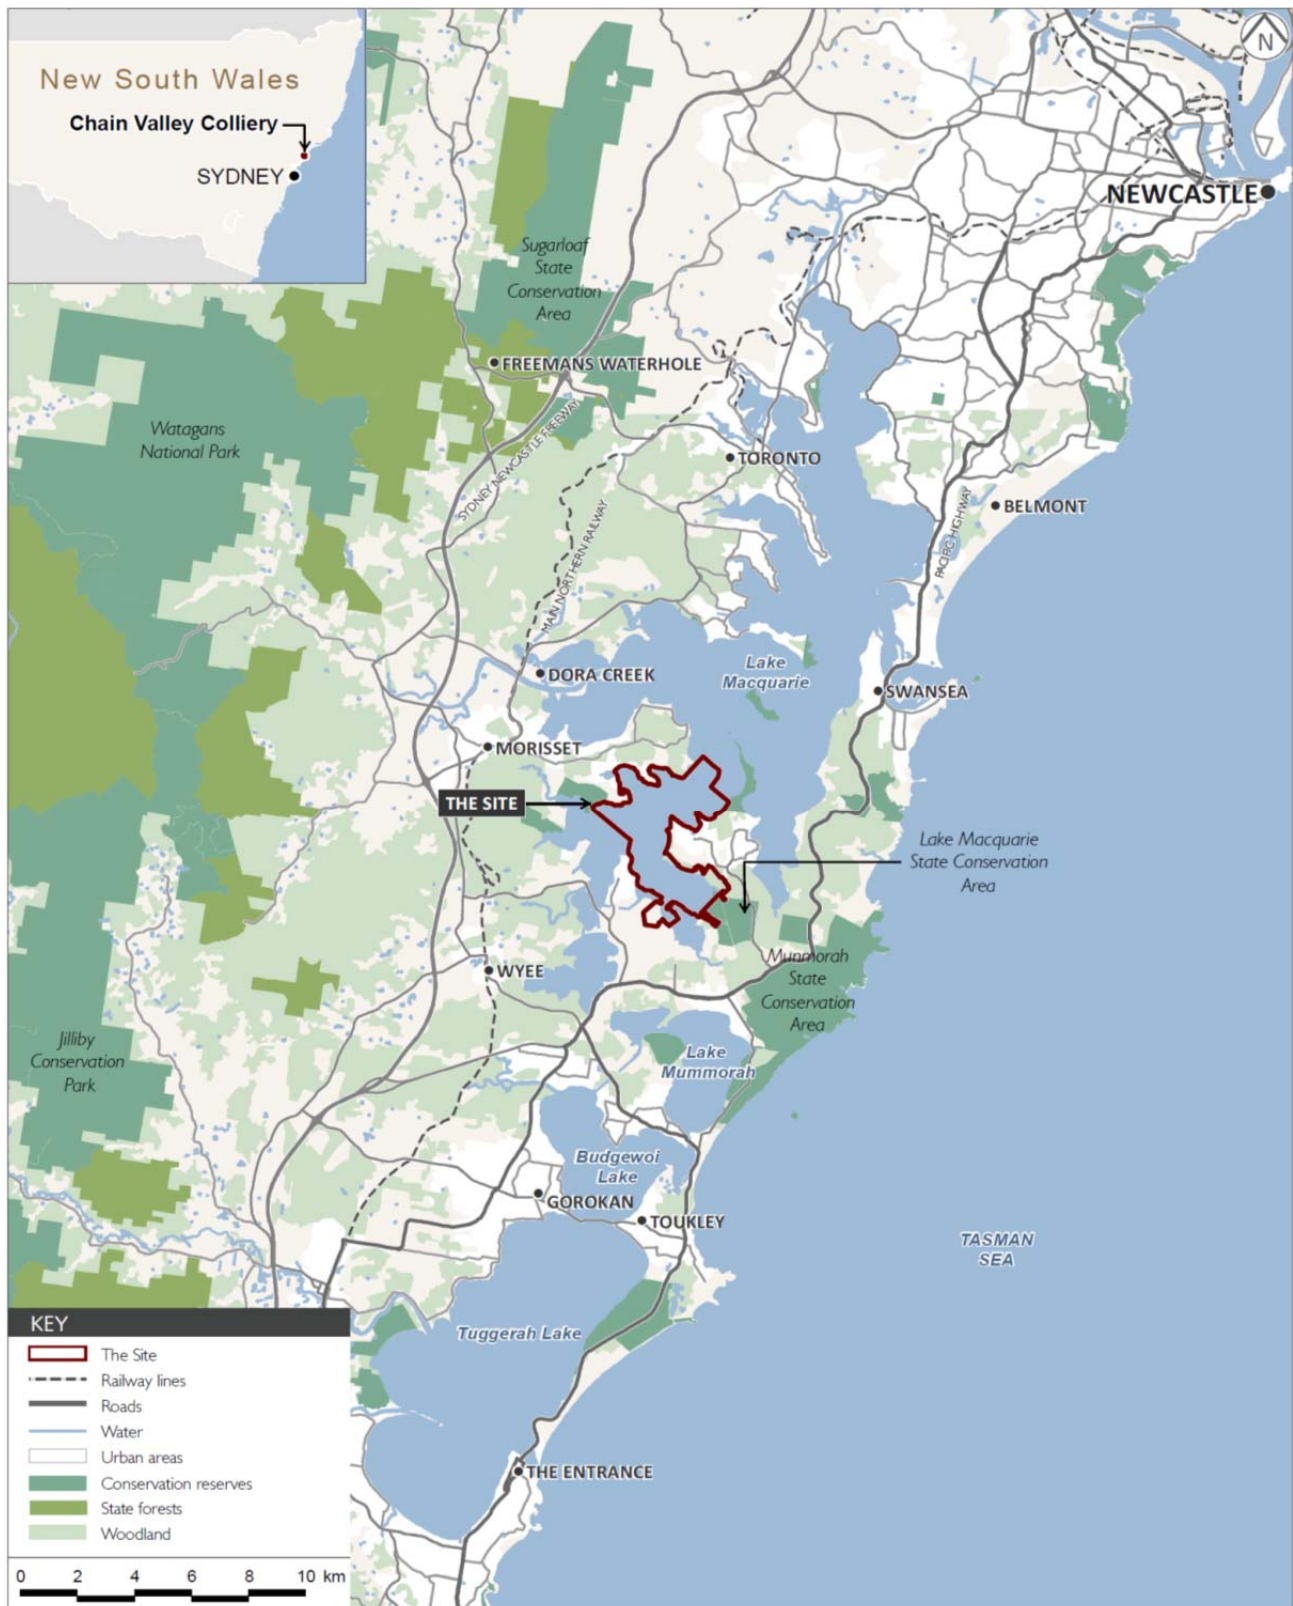 New South Wales
Chain Valley Colliery
SYDNEY
N
NEWCASTLE
Sugarloaf
State
Conservation
Area
FREEMANS WATERHOLE
Watagans
National Park
SYDNEY NEWCASTLE FREEWAY
TORONTO
BELMONT
PACIFIC HIGHWAY
MAIN NORTHERN RAILWAY
DORA CREEK
Lake
Macquarie
SWANSEA
MORISSET
THE SITE
Lake Macquarie
State Conservation
Area
WYEE
Munmorah
State
Conservation
Area
Jilliby
Conservation
Park
Lake
Mummorah
Budgewoi
Lake
GOROKAN
TOUKLEY
TASMAN
SEA
Tuggerah Lake
THE ENTRANCE
KEY
The Site
Railway lines
Roads
Water
Urban areas
Conservation reserves
State forests
Woodland
0 2 4 6 8 10 km